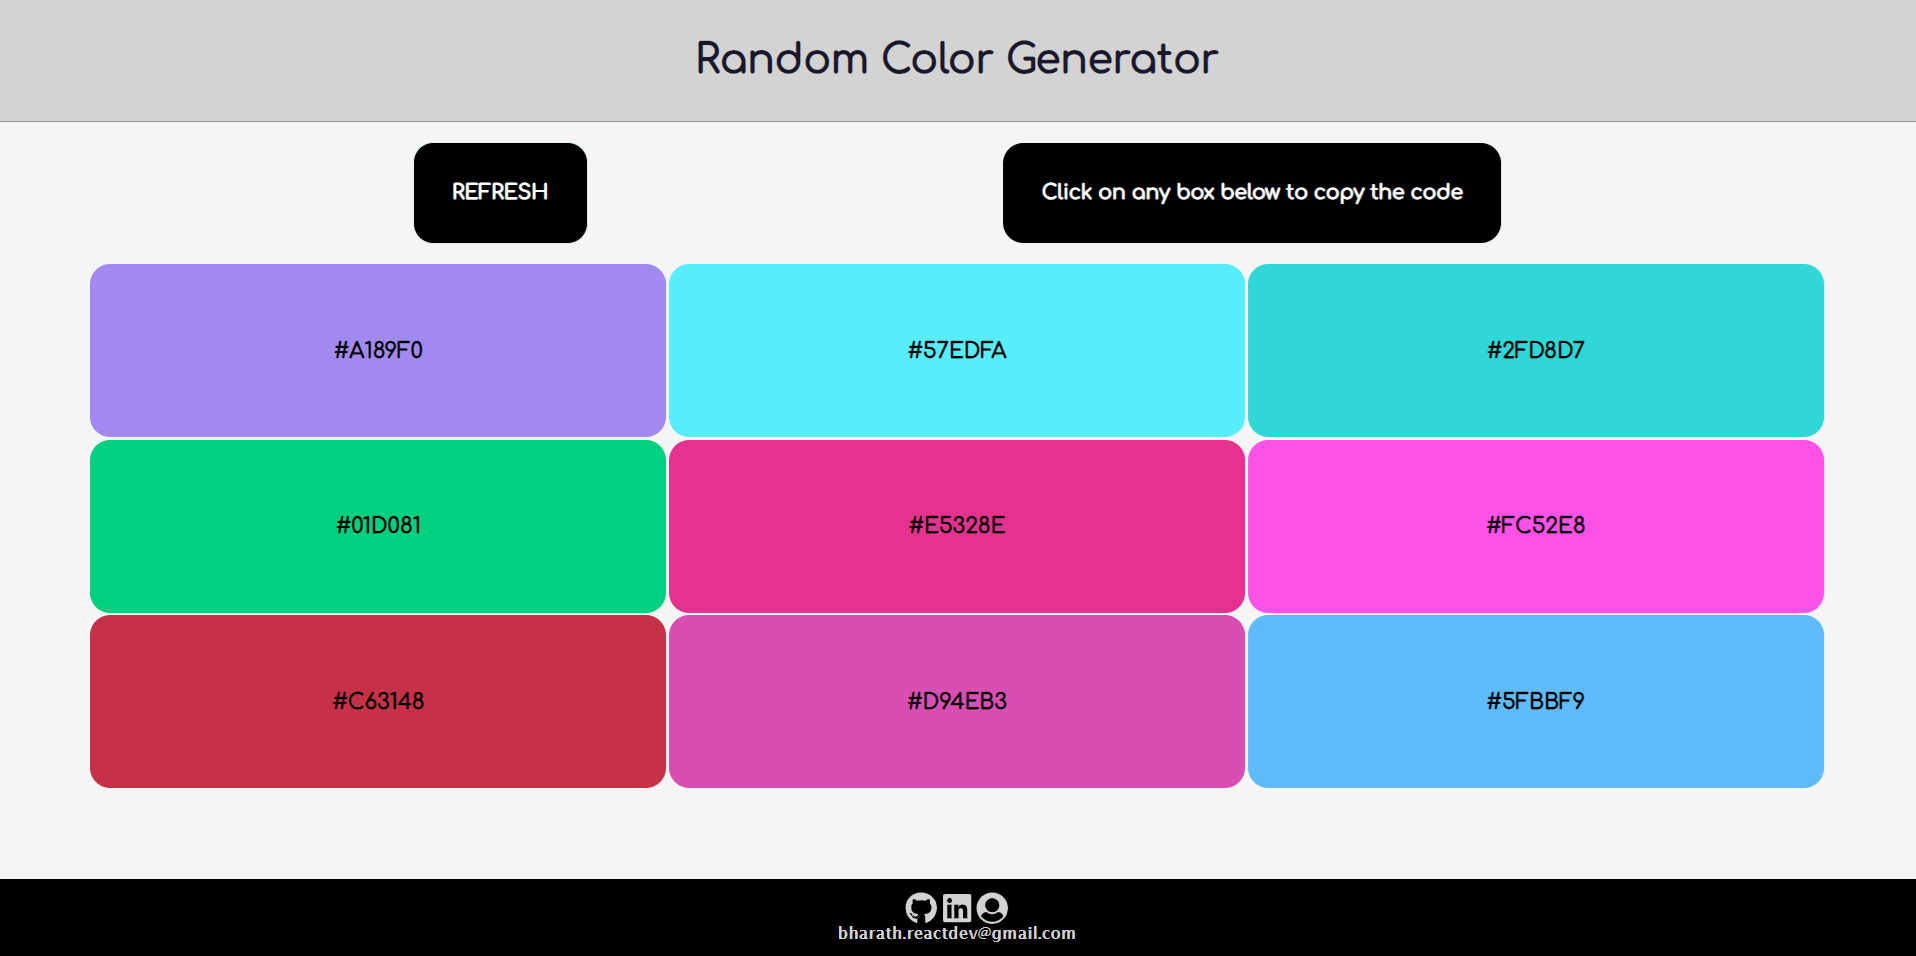 Random Color Generator
REFRESH
Click on any box below to copy the code
#A189F0
#57EDFA
#2FD8D7
#01D081
#E5328E
#FC52E8
#C63148
#D94EB3
#5FBBF9
in
bharath.reactdev@gmail.com